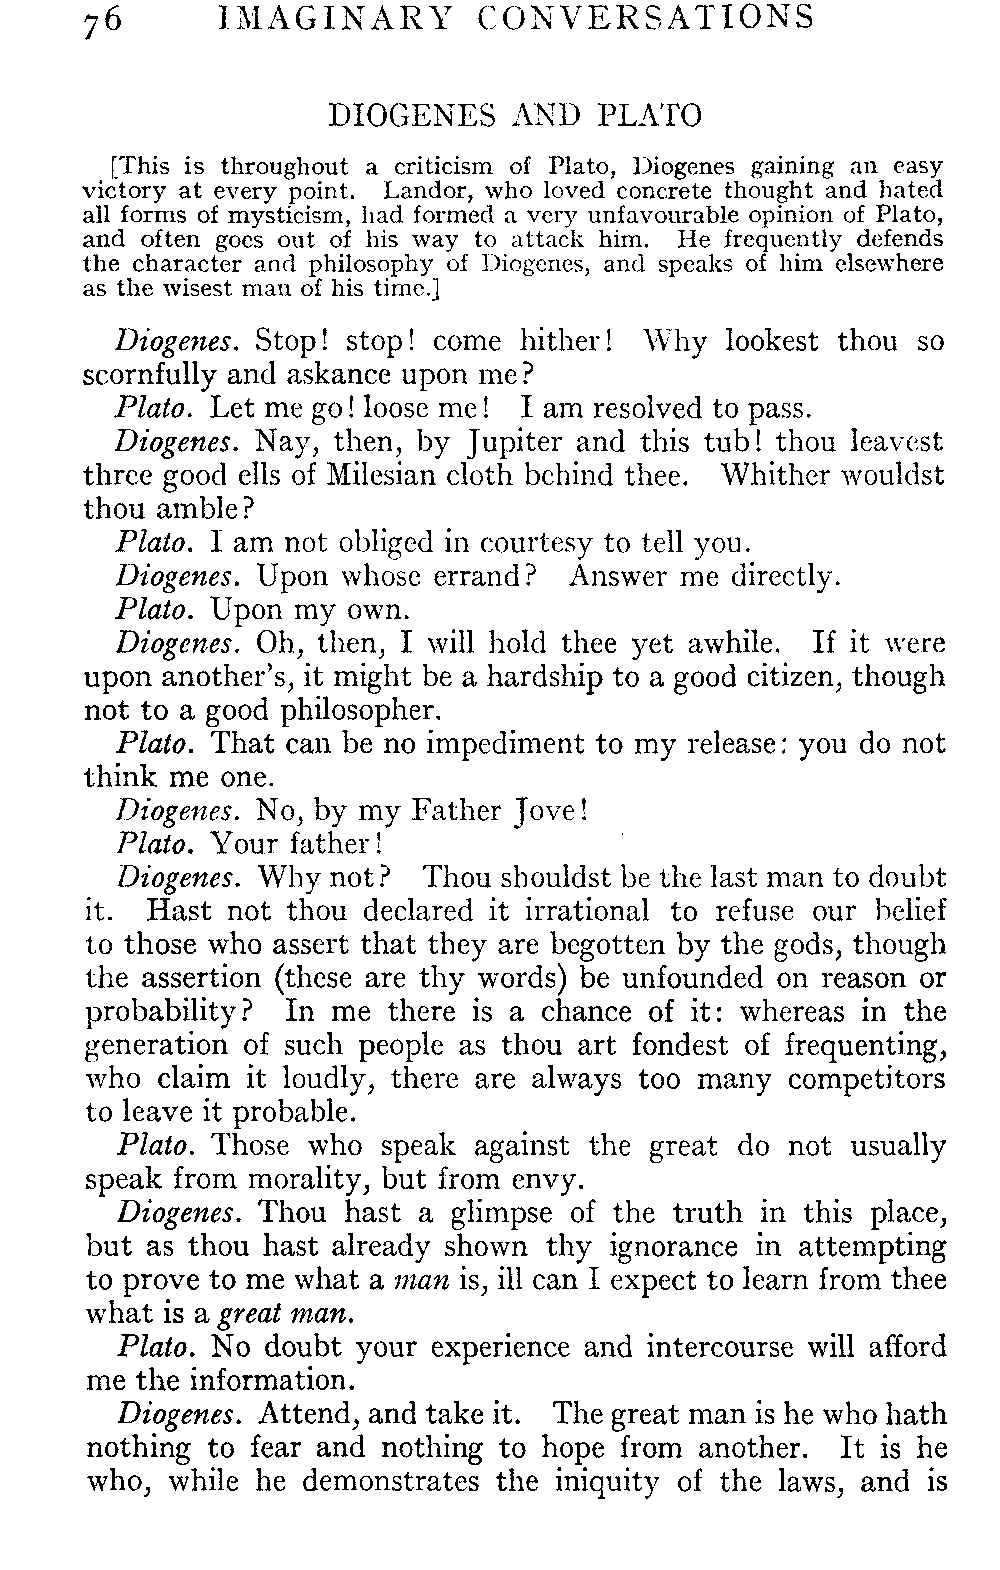 76 IMAGINARY CONVERSATIONS
DIOGENES AND PLATO
[This is throughout a criticism of Plato, Diogenes gaining an easy
victory at every point. Landor, who loved concrete thought and hated
all forms of mysticism, had formed a very unfavourable opinion of Plato,
and often goes out of his way to attack him. He frequently defends
the character and philosophy of Diogenes, and speaks of him elsewhere
as the wisest man of his time.]
Diogenes. Stop! stop! come hither! Why lookest thou so
scornfully and askance upon me?
Plato. Let me go! loose me! I am resolved to pass.
Diogenes. Nay, then, by Jupiter and this tub! thou leavest
three good ells of Milesian cloth behind thee. Whither wouldst
thou amble?
Plato. I am not obliged in courtesy to tell you.
Diogenes. Upon whose errand? Answer me directly.
Plato. Upon my own.
Diogenes. Oh, then, I will hold thee yet awhile. If it were
upon another's, it might be a hardship to a good citizen, though
not to a good philosopher.
Plato. That can be no impediment to my release: you do not
think me one.
Diogenes. No, by my Father Jove!
Plato. Your father!
Diogenes. Why not? Thou shouldst be the last man to doubt
it. Hast not thou declared it irrational to refuse our belief
to those who assert that they are begotten by the gods, though
the assertion (these are thy words) be unfounded on reason or
probability? In me there is a chance of it: whereas in the
generation of such people as thou art fondest of frequenting,
who claim it loudly, there are always too many competitors
to leave it probable.
Plato. Those who speak against the great do not usually
speak from morality, but from envy.
Diogenes. Thou hast a glimpse of the truth in this place,
but as thou hast already shown thy ignorance in attempting
to prove to me what a man is, ill can I expect to learn from thee
what is a great man.
Plato. No doubt your experience and intercourse will afford
me the information.
Diogenes. Attend, and take it. The great man is he who hath
nothing to fear and nothing to hope from another. It is he
who, while he demonstrates the iniquity of the laws, and is